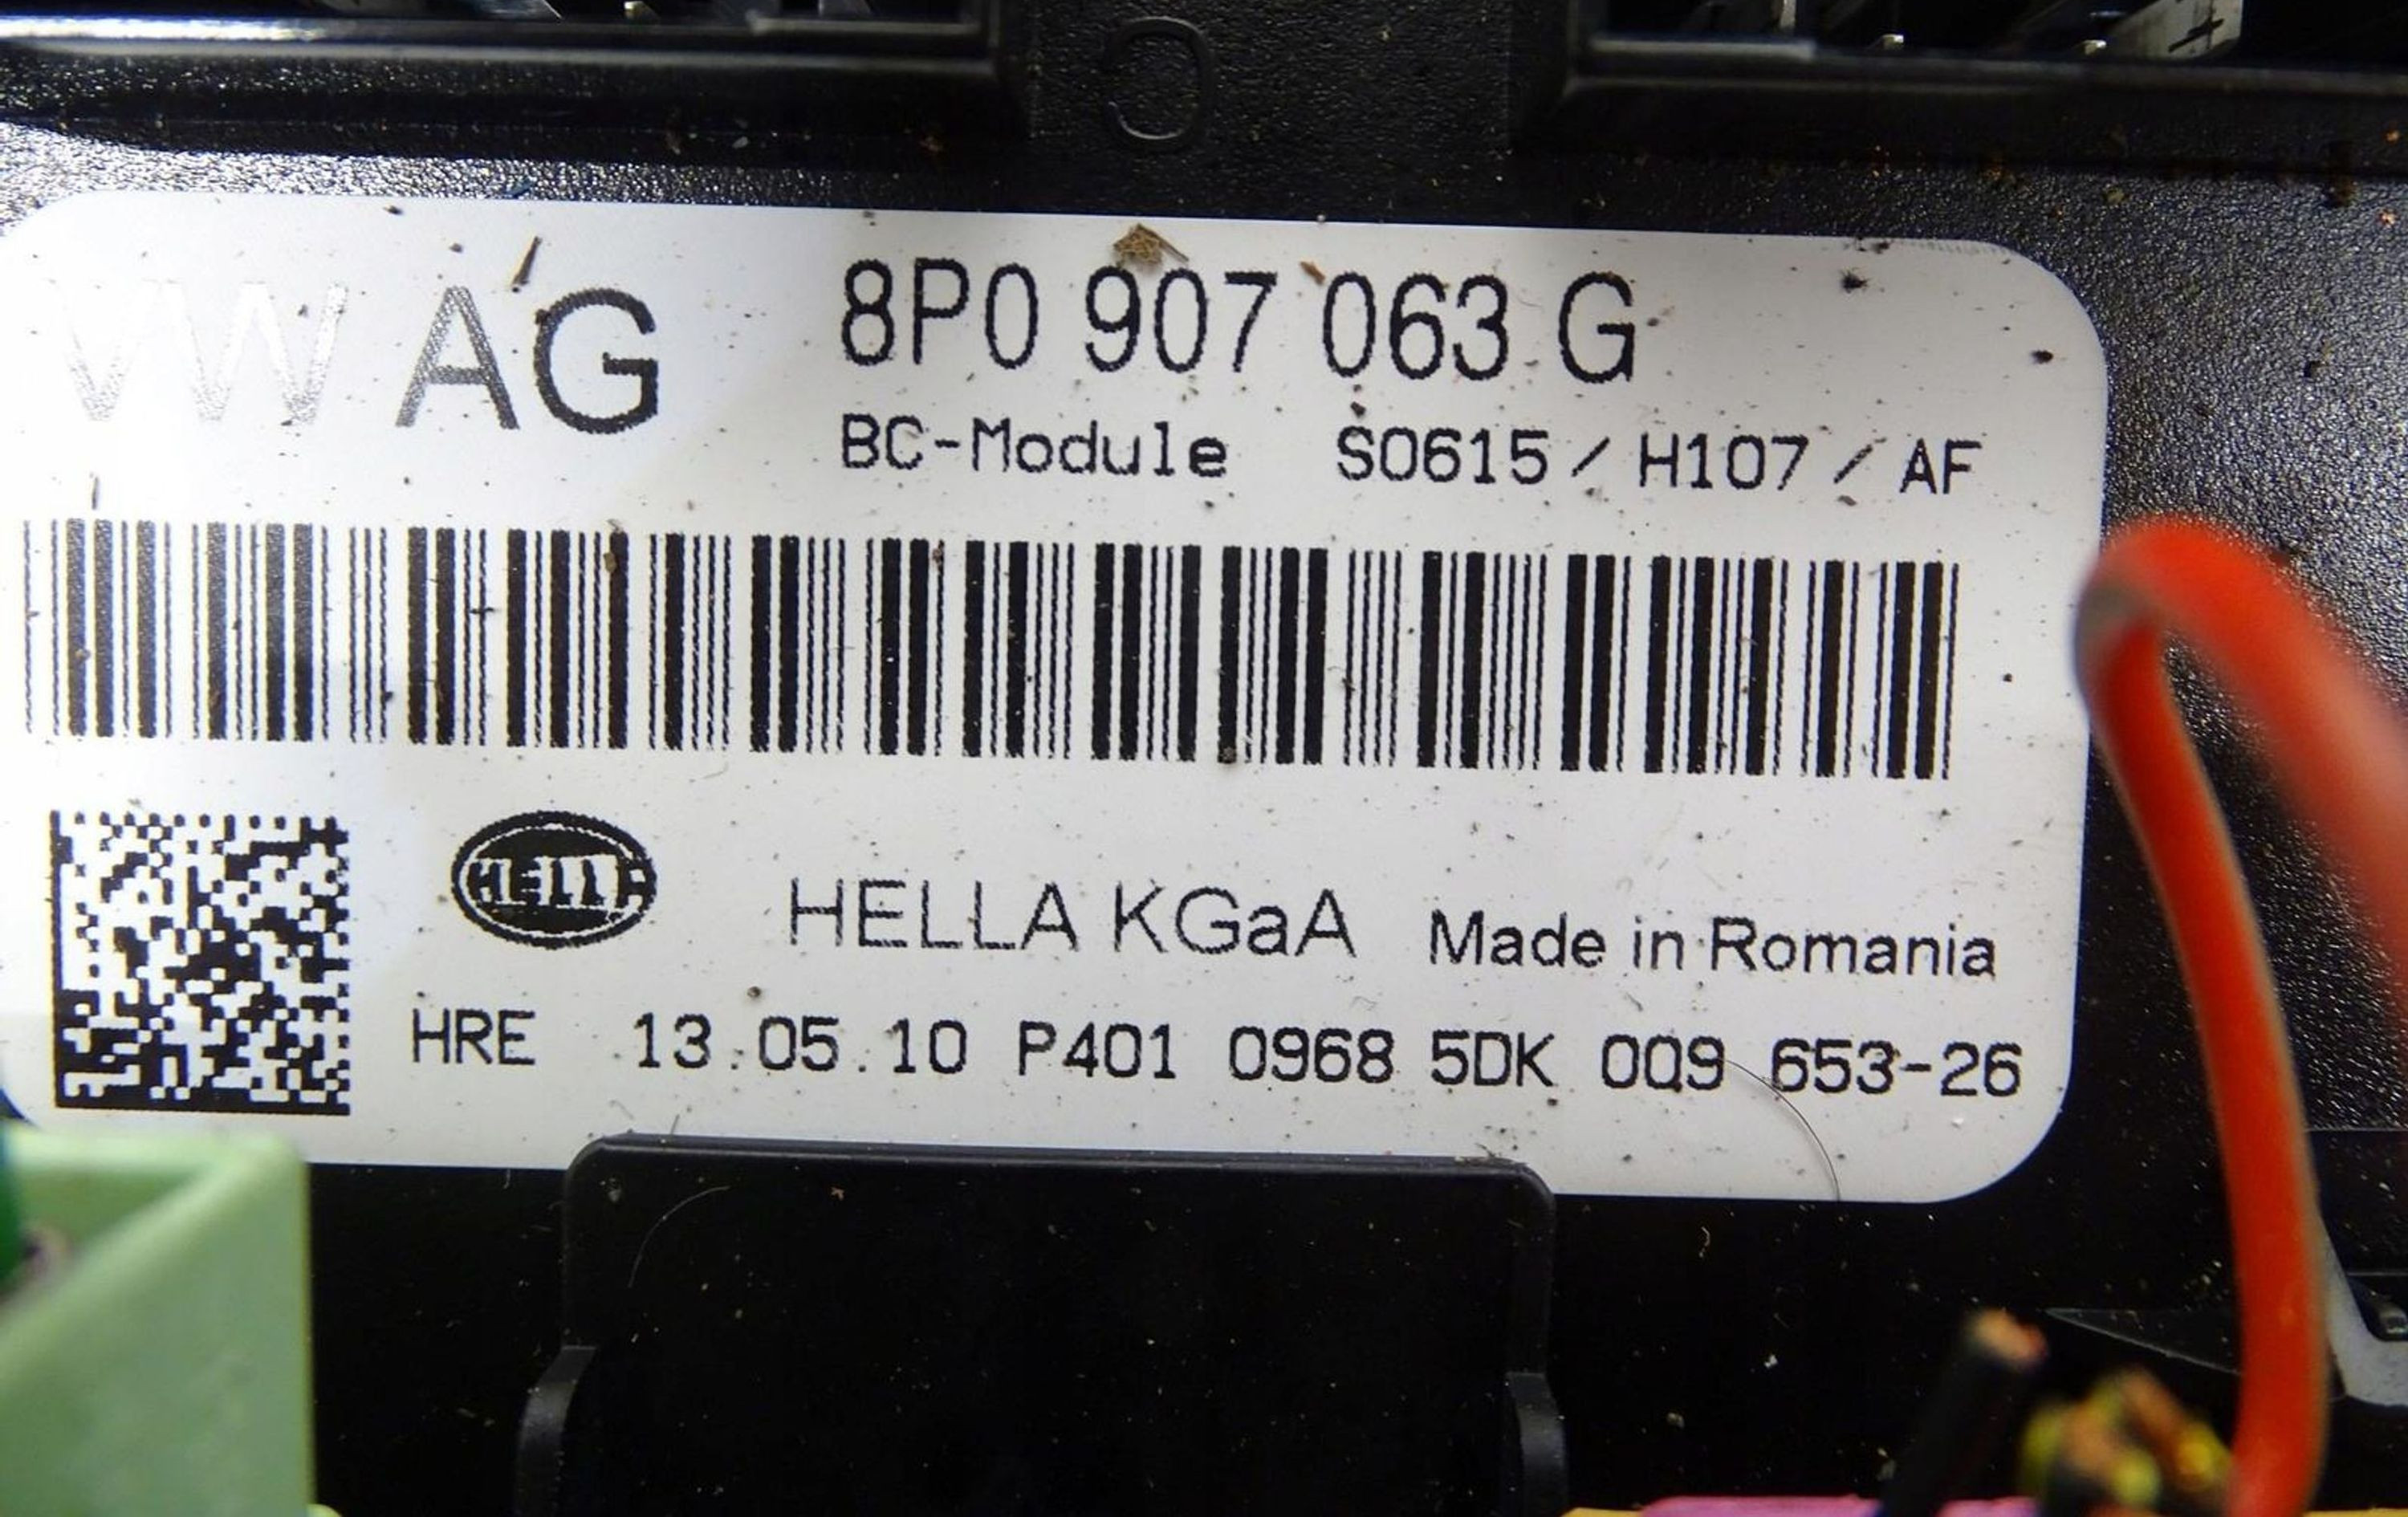 C
VW AG 8P0 907 063 G
BC-Module S0615 / H107 / AF
HELLA
HELLA KGaA Made in Romania
HRE 13.05.10 P401 0968 5DK 009 653-26